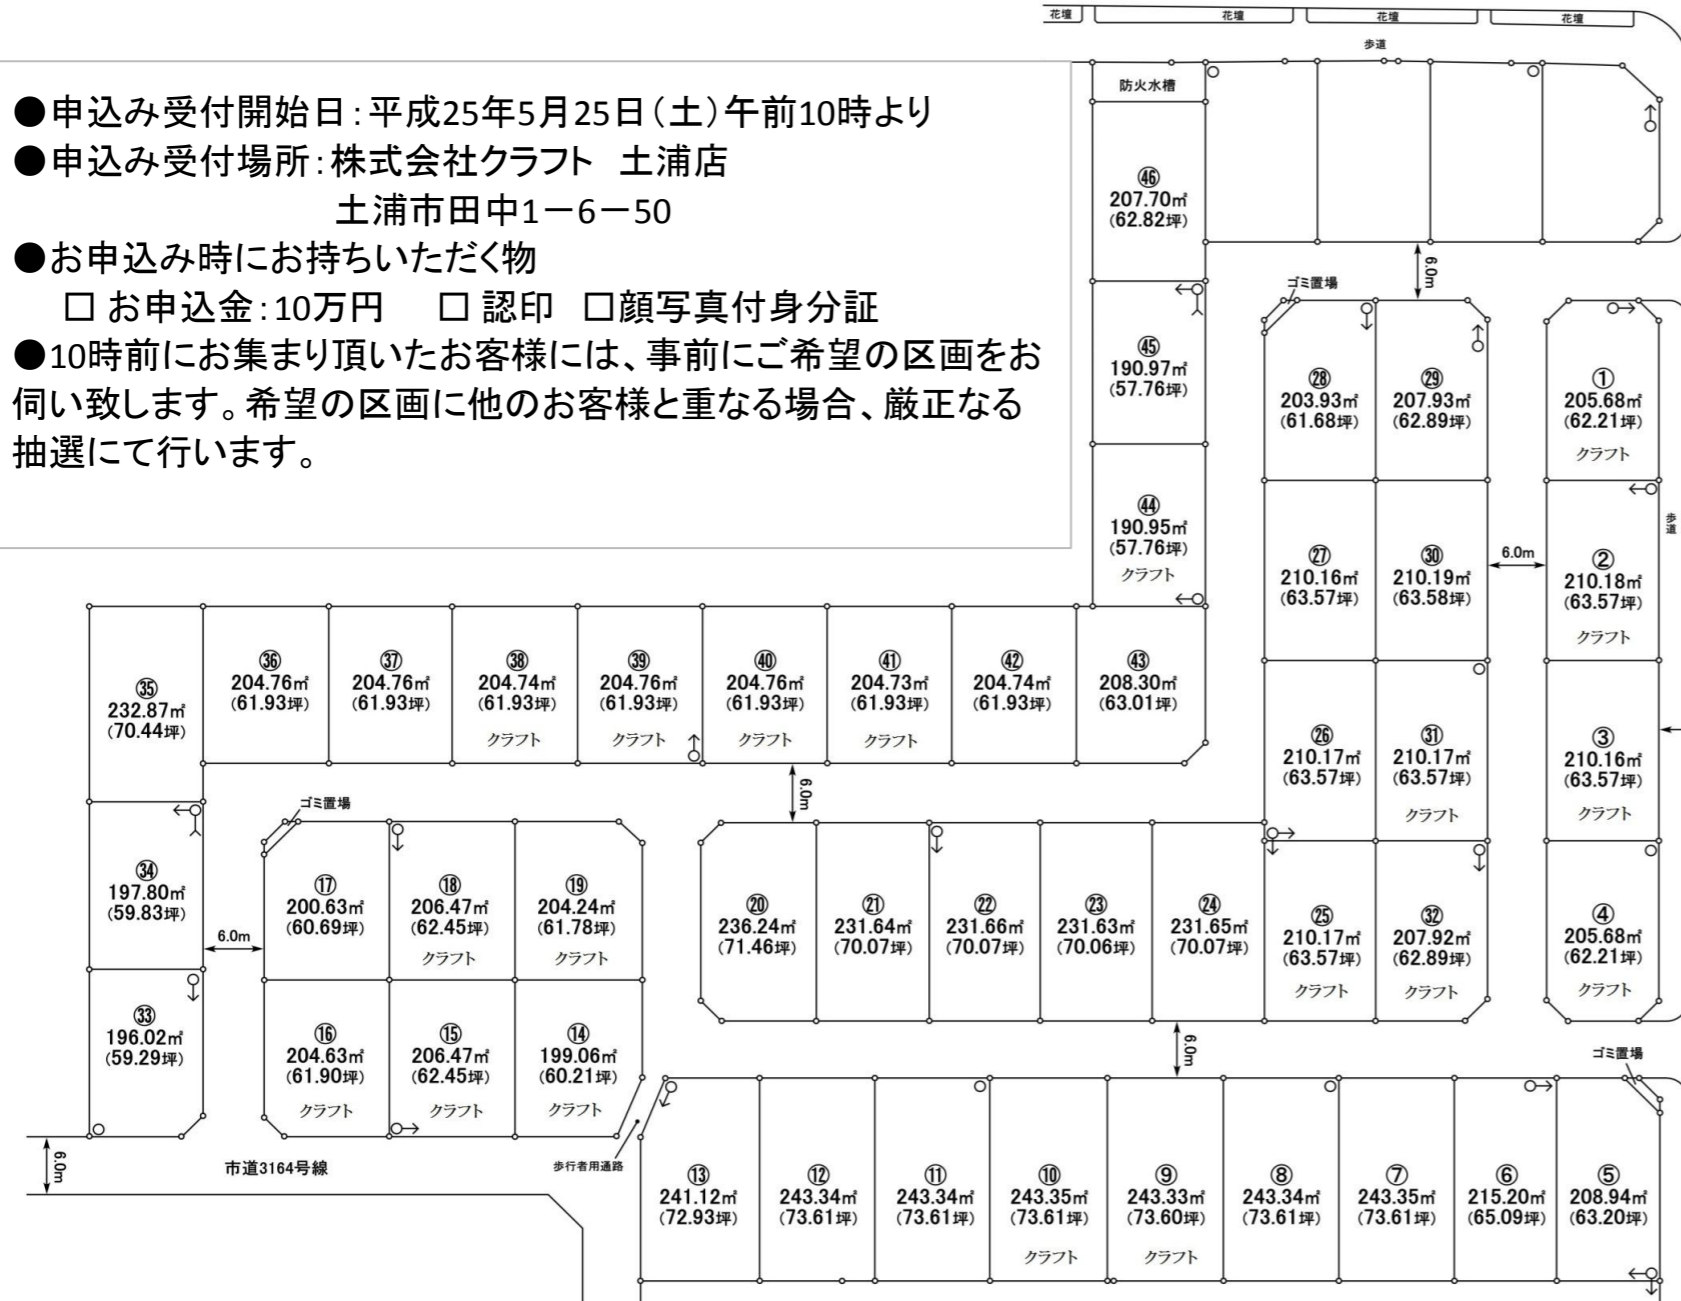 花壇
花壇
花壇
花壇
歩道
●申込み受付開始日:平成25年5月25日(土)午前10時より
●申込み受付場所:株式会社クラフト　土浦店
土浦市田中1－6－50
●お申込み時にお持ちいただく物
□ お申込金:10万円　□ 認印　□顔写真付身分証
●10時前にお集まり頂いたお客様には、事前にご希望の区画をお
伺い致します。希望の区画に他のお客様と重なる場合、厳正なる
抽選にて行います。
防火水槽
㊻
207.70㎡
(62.82坪)
6.0m
ゴミ置場
㊺
190.97㎡
(57.76坪)
㉘
203.93㎡
(61.68坪)
㉙
207.93㎡
(62.89坪)
①
205.68㎡
(62.21坪)
クラフト
㊹
190.95㎡
(57.76坪)
クラフト
㉗
210.16㎡
(63.57坪)
㉚
210.19㎡
(63.58坪)
6.0m
②
210.18㎡
(63.57坪)
クラフト
歩道
㉟
232.87㎡
(70.44坪)
㊱
204.76㎡
(61.93坪)
㊲
204.76㎡
(61.93坪)
㊳
204.74㎡
(61.93坪)
クラフト
㊴
204.76㎡
(61.93坪)
クラフト
㊵
204.76㎡
(61.93坪)
クラフト
㊶
204.73㎡
(61.93坪)
クラフト
㊷
204.74㎡
(61.93坪)
㊸
208.30㎡
(63.01坪)
㉖
210.17㎡
(63.57坪)
㉛
210.17㎡
(63.57坪)
クラフト
③
210.16㎡
(63.57坪)
クラフト
6.0m
ゴミ置場
㉞
197.80㎡
(59.83坪)
6.0m
⑰
200.63㎡
(60.69坪)
⑱
206.47㎡
(62.45坪)
クラフト
⑲
204.24㎡
(61.78坪)
クラフト
⑳
236.24㎡
(71.46坪)
㉑
231.64㎡
(70.07坪)
㉒
231.66㎡
(70.07坪)
㉓
231.63㎡
(70.06坪)
㉔
231.65㎡
(70.07坪)
㉕
210.17㎡
(63.57坪)
クラフト
㉜
207.92㎡
(62.89坪)
クラフト
④
205.68㎡
(62.21坪)
クラフト
㉝
196.02㎡
(59.29坪)
⑯
204.63㎡
(61.90坪)
クラフト
⑮
206.47㎡
(62.45坪)
クラフト
⑭
199.06㎡
(60.21坪)
クラフト
6.0m
ゴミ置場
6.0m
市道3164号線
歩行者用通路
⑬
241.12㎡
(72.93坪)
⑫
243.34㎡
(73.61坪)
⑪
243.34㎡
(73.61坪)
⑩
243.35㎡
(73.61坪)
クラフト
⑨
243.33㎡
(73.60坪)
クラフト
⑧
243.34㎡
(73.61坪)
⑦
243.35㎡
(73.61坪)
⑥
215.20㎡
(65.09坪)
⑤
208.94㎡
(63.20坪)